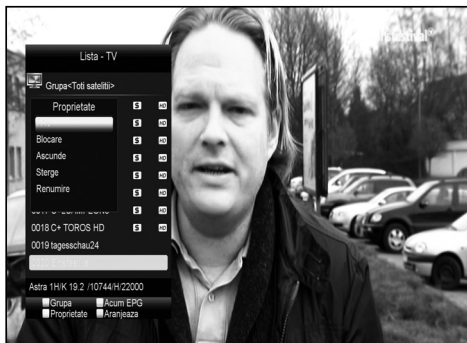 Lista - TV
Grupa<Toti satelitii>
Proprietate
Blocare
Ascunde
Sterge
Renumire
0018 C+ TOROS HD
0019 tagesschau24
Astra 1H/K 19.2 /10744/H/22000
Grupa Acum EPG
Proprietate Aranjeaza